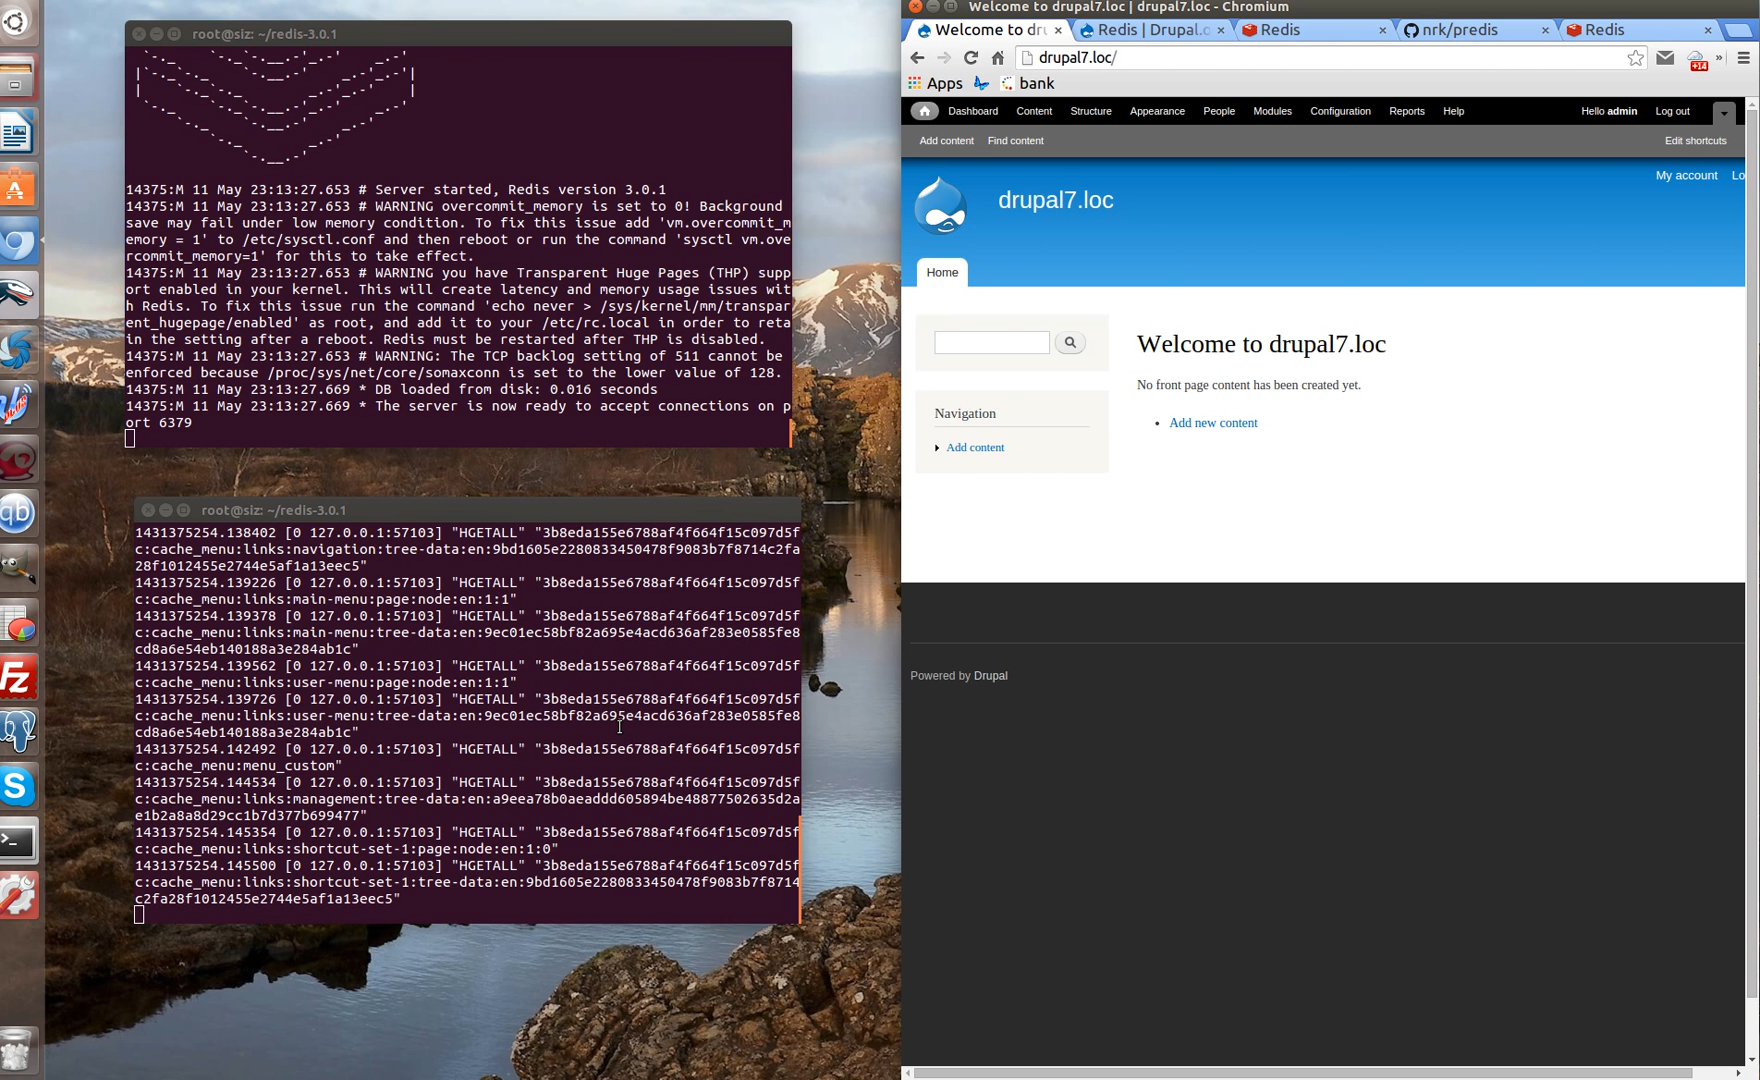 root@siz: ~/redis-3.0.1
14375:M 11 May 23:13:27.653 # Server started, Redis version 3.0.1
14375:M 11 May 23:13:27.653 # WARNING overcommit_memory is set to 0! Background
save may fail under low memory condition. To fix this issue add 'vm.overcommit_m
emory = 1' to /etc/sysctl.conf and then reboot or run the command 'sysctl vm.ove
rcommit_memory=1' for this to take effect.
14375:M 11 May 23:13:27.653 # WARNING you have Transparent Huge Pages (THP) supp
ort enabled in your kernel. This will create latency and memory usage issues wit
h Redis. To fix this issue run the command 'echo never > /sys/kernel/mm/transpar
ent_hugepage/enabled' as root, and add it to your /etc/rc.local in order to reta
in the setting after a reboot. Redis must be restarted after THP is disabled.
14375:M 11 May 23:13:27.653 # WARNING: The TCP backlog setting of 511 cannot be
enforced because /proc/sys/net/core/somaxconn is set to the lower value of 128.
14375:M 11 May 23:13:27.669 * DB loaded from disk: 0.016 seconds
14375:M 11 May 23:13:27.669 * The server is now ready to accept connections on p
ort 6379
root@siz: ~/redis-3.0.1
1431375254.138402 [0 127.0.0.1:57103] "HGETALL" "3b8eda155e6788af4f664f15c097d5f
c:cache_menu:links:navigation:tree-data:en:9bd1605e2280833450478f9083b7f8714c2fa
28f1012455e2744e5af1a13eec5"
1431375254.139226 [0 127.0.0.1:57103] "HGETALL" "3b8eda155e6788af4f664f15c097d5f
c:cache_menu:links:main-menu:page:node:en:1:1"
1431375254.139378 [0 127.0.0.1:57103] "HGETALL" "3b8eda155e6788af4f664f15c097d5f
c:cache_menu:links:main-menu:tree-data:en:9ec01ec58bf82a695e4acd636af283e0585fe8
cd8a6e54eb140188a3e284ab1c"
1431375254.139562 [0 127.0.0.1:57103] "HGETALL" "3b8eda155e6788af4f664f15c097d5f
c:cache_menu:links:user-menu:page:node:en:1:1"
1431375254.139726 [0 127.0.0.1:57103] "HGETALL" "3b8eda155e6788af4f664f15c097d5f
c:cache_menu:links:user-menu:tree-data:en:9ec01ec58bf82a695e4acd636af283e0585fe8
cd8a6e54eb140188a3e284ab1c"
1431375254.142492 [0 127.0.0.1:57103] "HGETALL" "3b8eda155e6788af4f664f15c097d5f
c:cache_menu:menu_custom"
1431375254.144534 [0 127.0.0.1:57103] "HGETALL" "3b8eda155e6788af4f664f15c097d5f
c:cache_menu:links:management:tree-data:en:a9eea78b0aeaddd605894be48877502635d2a
e1b2a8a8d29cc1b7d377b699477"
1431375254.145354 [0 127.0.0.1:57103] "HGETALL" "3b8eda155e6788af4f664f15c097d5f
c:cache_menu:links:shortcut-set-1:page:node:en:1:0"
1431375254.145500 [0 127.0.0.1:57103] "HGETALL" "3b8eda155e6788af4f664f15c097d5f
c:cache_menu:links:shortcut-set-1:tree-data:en:9bd1605e2280833450478f9083b7f8714
c2fa28f1012455e2744e5af1a13eec5"
Welcome to drupal7.loc | drupal7.loc - Chromium
Welcome to dru Redis | Drupal.o Redis nrk/predis Redis
drupal7.loc/
+14 »
Apps bank
Dashboard Content Structure Appearance People Modules Configuration Reports Help Hello admin Log out
Add content Find content Edit shortcuts
My account Lo
drupal7.loc
Home
Welcome to drupal7.loc
No front page content has been created yet.
Navigation
• Add new content
Add content
Powered by Drupal